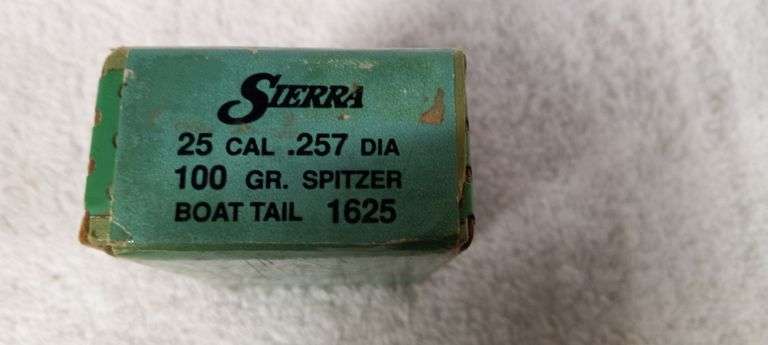 SIERRA
25 CAL .257 DIA
100 GR. SPITZER
BOAT TAIL 1625